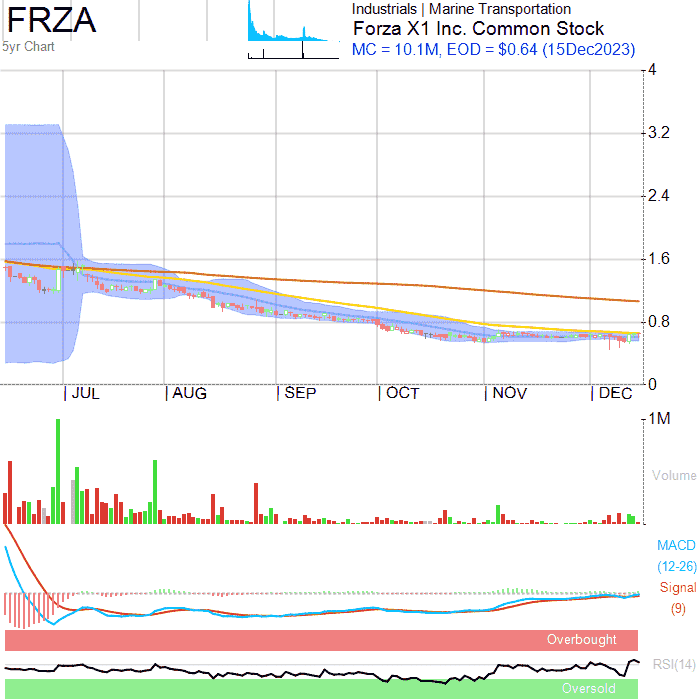 FRZA
5yr Chart
Industrials | Marine Transportation
Forza X1 Inc. Common Stock
MC = 10.1M, EOD = $0.64 (15Dec2023)
4
3.2
2.4
1.6
0.8
0
JUL AUG SEP OCT NOV DEC
1M
Volume
MACD
(12-26)
Signal
(9)
Overbought
RSI(14)
Oversold